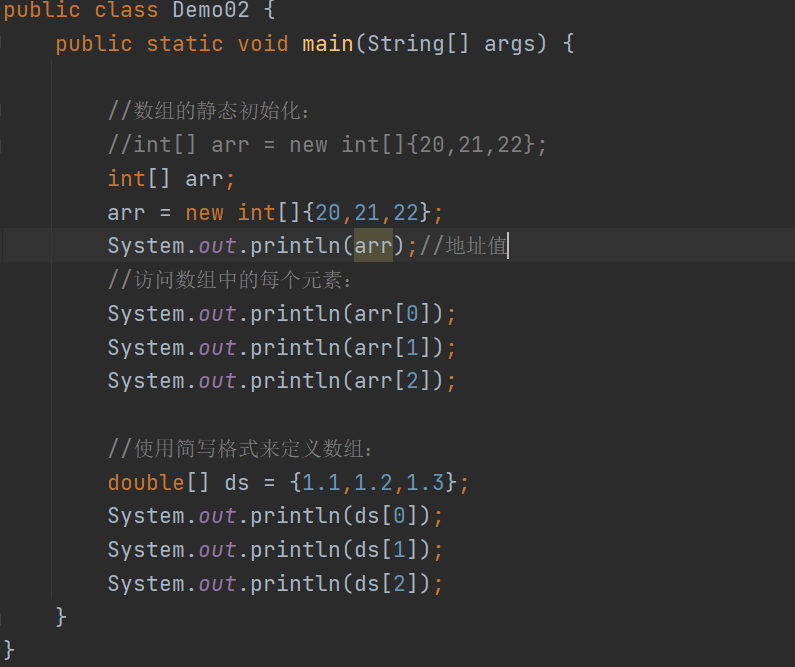 public class Demo02 {
public static void main(String[] args) {
//数组的静态初始化：
//int[] arr = new int[]{20,21,22};
int[] arr;
arr = new int[]{20,21,22};
System.out.println(arr);//地址值
//访问数组中的每个元素：
System.out.println(arr[0]);
System.out.println(arr[1]);
System.out.println(arr[2]);
//使用简写格式来定义数组：
double[] ds = {1.1,1.2,1.3};
System.out.println(ds[0]);
System.out.println(ds[1]);
System.out.println(ds[2]);
}
}